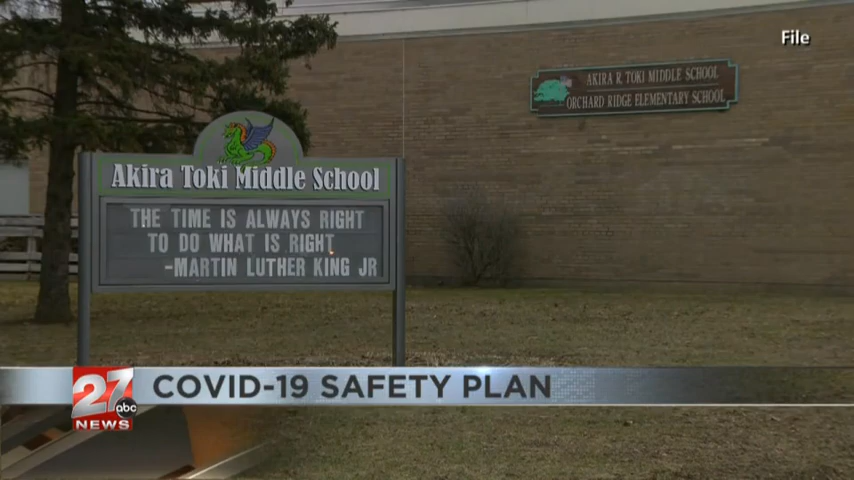 File
AKIRA R. TOKI MIDDLE SCHOOL
ORCHARD RIDGE ELEMENTARY SCHOOL
Akira Toki Middle School
THE TIME IS ALWAYS RIGHT
TO DO WHAT IS RIGHT
-MARTIN LUTHER KING JR
27
abc
NEWS
COVID-19 SAFETY PLAN